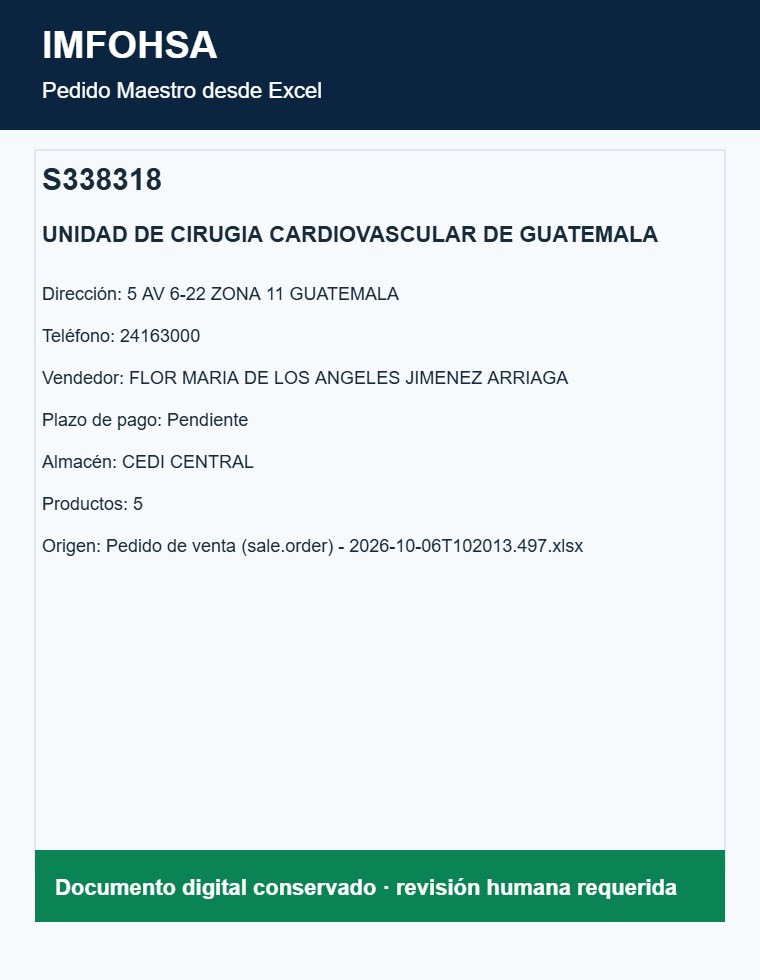 IMFOHSA
Pedido Maestro desde Excel
S338318
UNIDAD DE CIRUGIA CARDIOVASCULAR DE GUATEMALA
Dirección: 5 AV 6-22 ZONA 11 GUATEMALA
Teléfono: 24163000
Vendedor: FLOR MARIA DE LOS ANGELES JIMENEZ ARRIAGA
Plazo de pago: Pendiente
Almacén: CEDI CENTRAL
Productos: 5
Origen: Pedido de venta (sale.order) - 2026-10-06T102013.497.xlsx
Documento digital conservado · revisión humana requerida